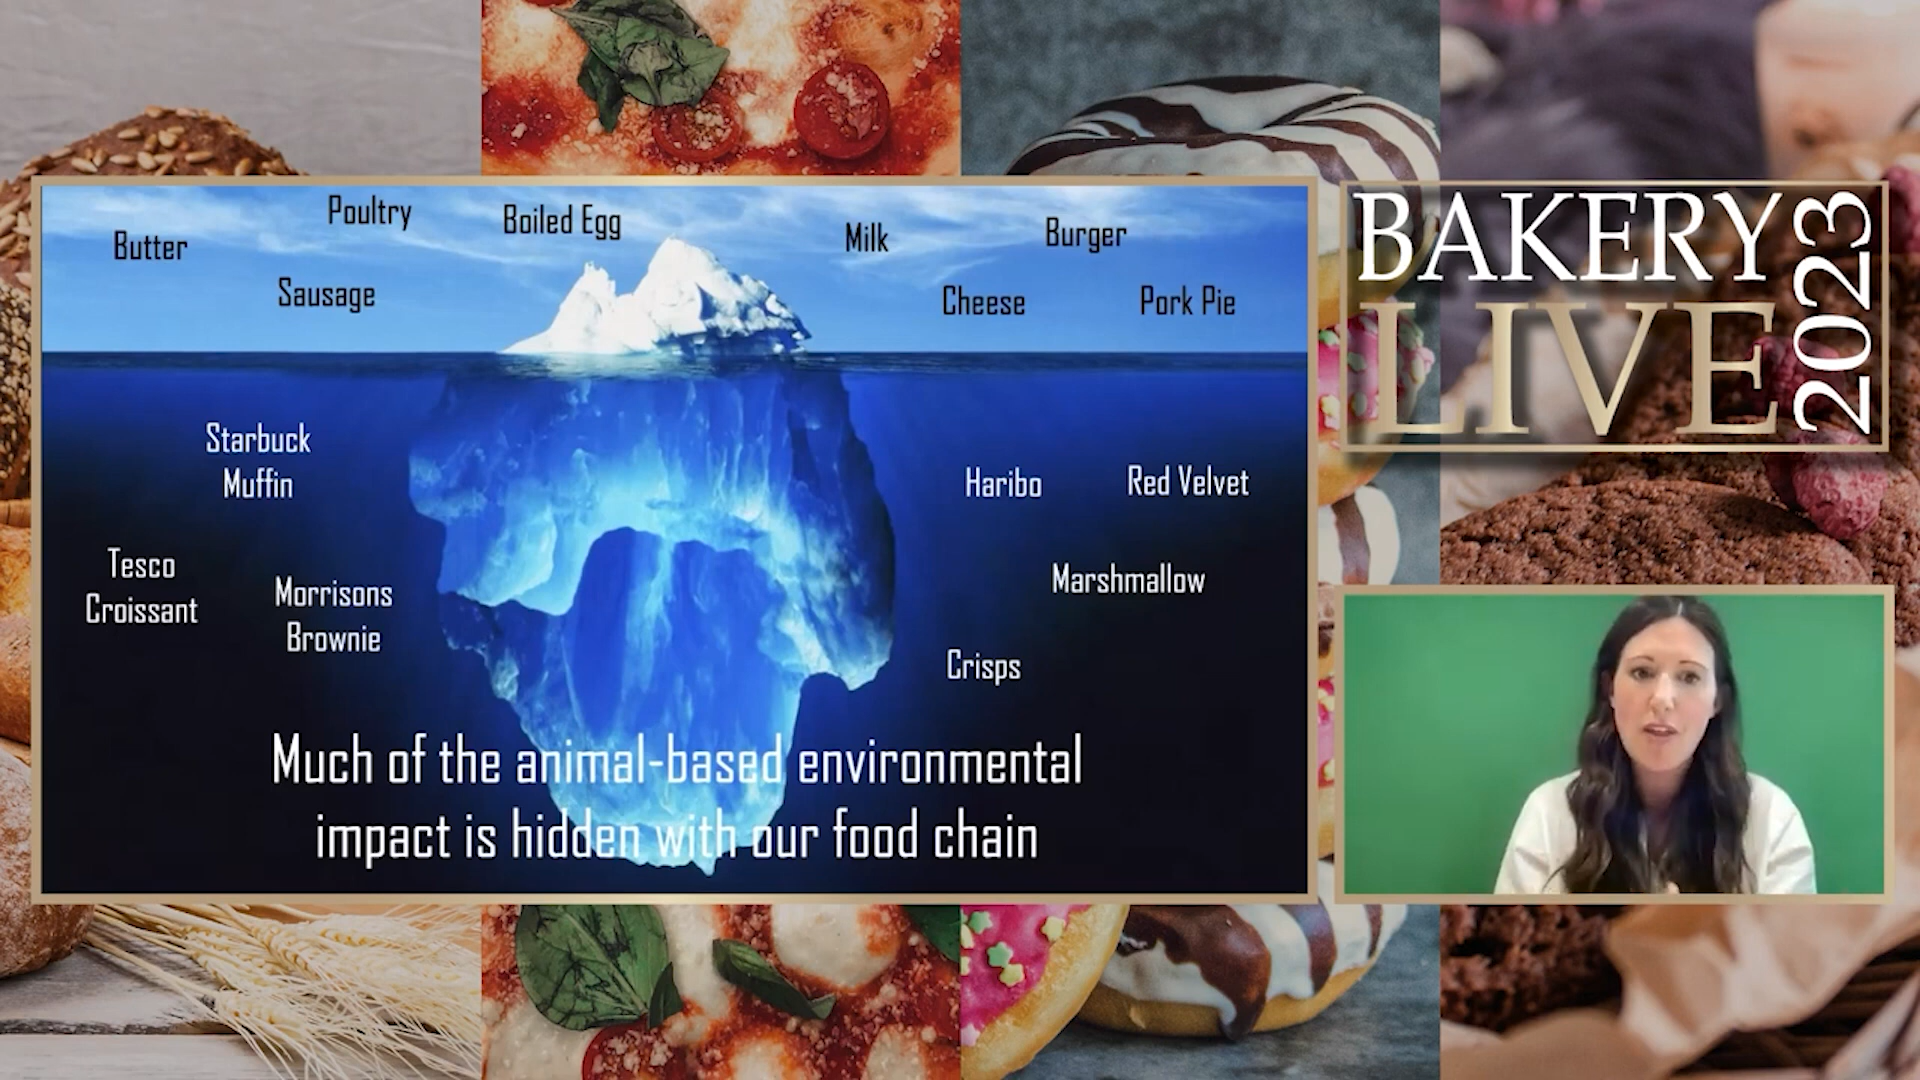 Poultry
Boiled Egg
Butter
Milk
Burger
Sausage
Cheese
Pork Pie
Starbuck
Muffin
Haribo
Red Velvet
Tesco
Croissant
Morrisons
Brownie
Marshmallow
Crisps
Much of the animal-based environmental
impact is hidden with our food chain
BAKERY
LIVE
2023